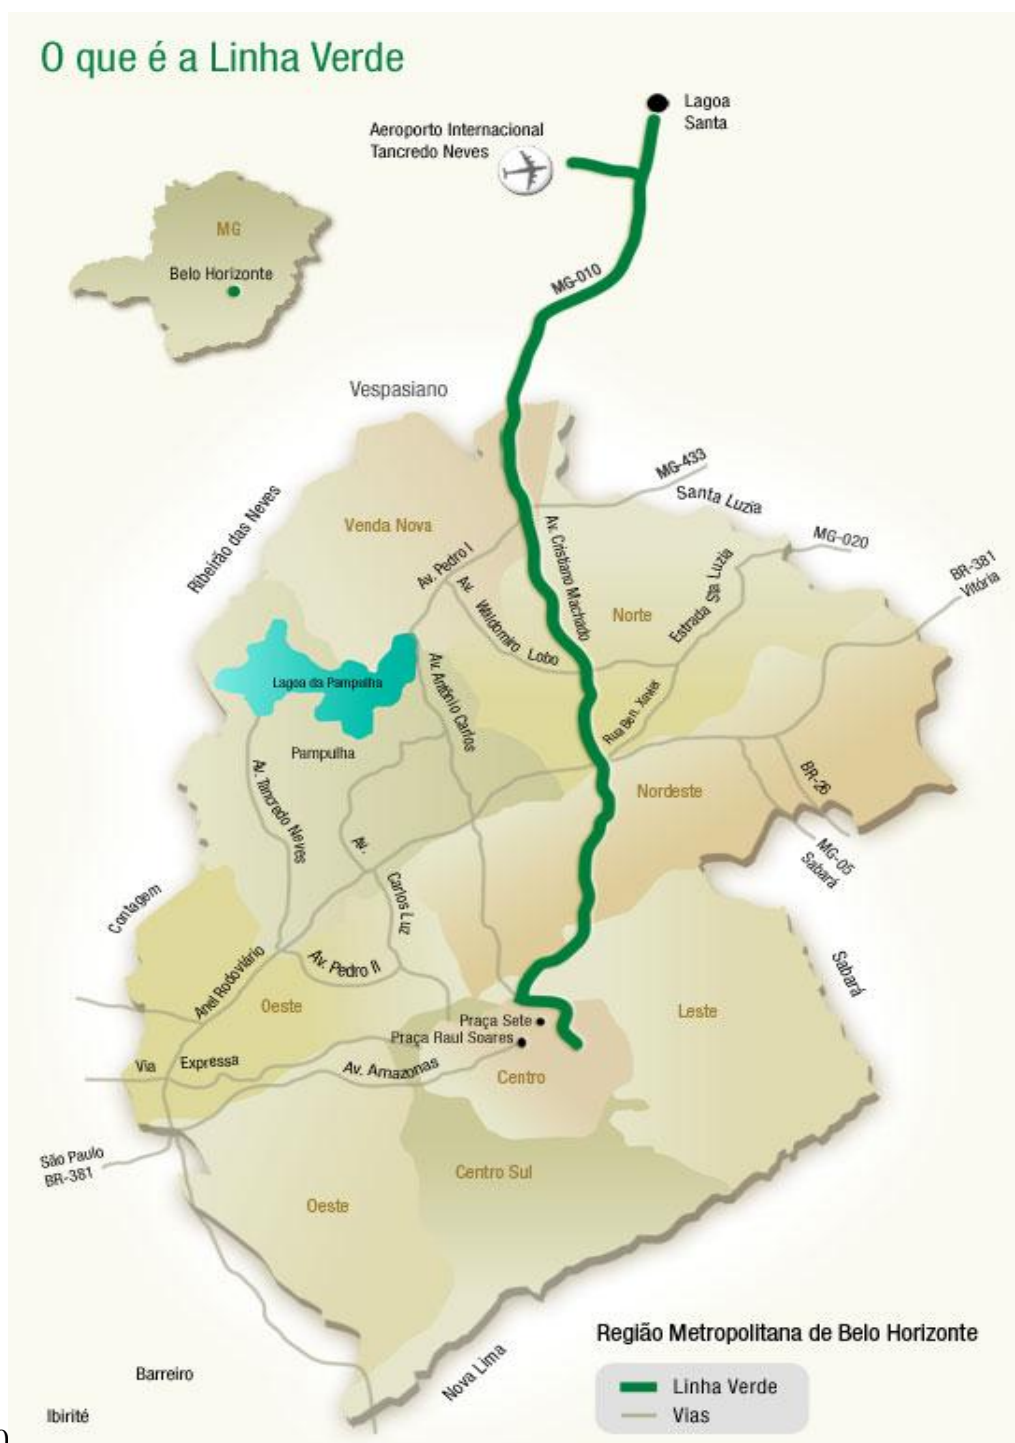 O que é a Linha Verde
Lagoa
Santa
Aeroporto Internacional
Tancredo Neves
MG
Belo Horizonte
MG-010
Vespasiano
MG-433
Santa Luzia
Ribeirão das Neves
Venda Nova
MG-020
BR-381
Vitória
Av. Pedro I
Av. Cristiano Machado
Av. Waldomiro Lobo
Norte
Estrada Sta Luzia
Lagoa da Pampulha
Av. Antônio Carlos
Rua Ben. Xavier
Pampulha
Av. Tancredo Neves
Nordeste
BR-26
Av. Carlos Luz
MG-05
Sabará
Contagem
Anel Rodoviário
Av. Pedro II
Oeste
Sabará
Leste
Praça Sete
Praça Raul Soares
Via Expressa
Av. Amazonas
Centro
São Paulo
BR-381
Centro Sul
Oeste
Nova Lima
Barreiro
Ibirité
Região Metropolitana de Belo Horizonte
Linha Verde
Vias